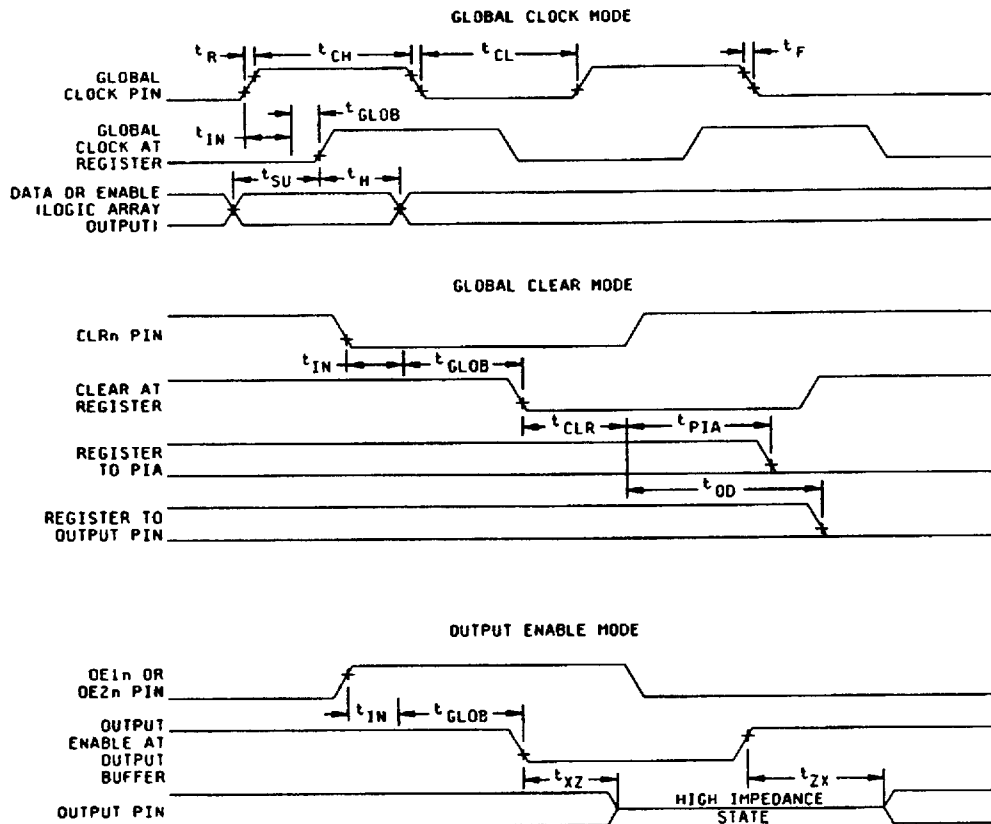 GLOBAL CLOCK MODE
tR
tCH
tCL
tF
GLOBAL
CLOCK PIN
tGLOB
tIN
GLOBAL
CLOCK AT
REGISTER
tSU
tH
DATA OR ENABLE
(LOGIC ARRAY
OUTPUT)
GLOBAL CLEAR MODE
CLRn PIN
tIN
tGLOB
CLEAR AT
REGISTER
tCLR
tPIA
REGISTER
TO PIA
tOD
REGISTER TO
OUTPUT PIN
OUTPUT ENABLE MODE
OE1n OR
OE2n PIN
tIN
tGLOB
OUTPUT
ENABLE AT
OUTPUT
BUFFER
tXZ
tZX
OUTPUT PIN
HIGH IMPEDANCE
STATE